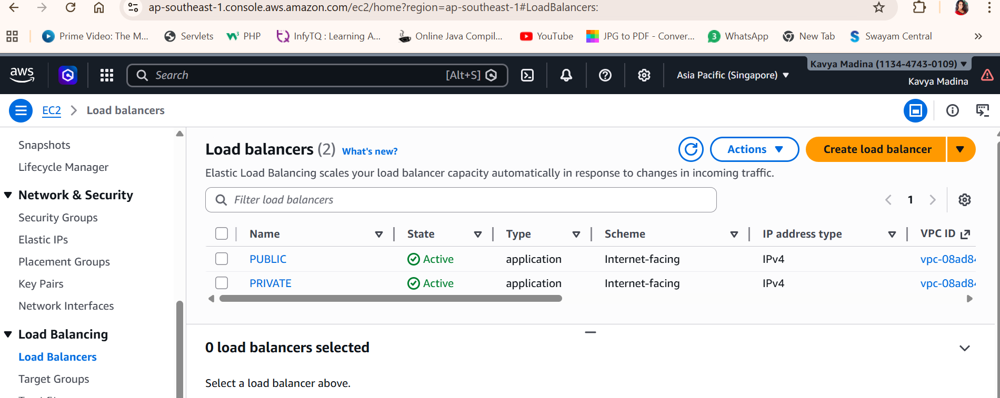 ap-southeast-1.console.aws.amazon.com/ec2/home?region=ap-southeast-1#LoadBalancers:
Prime Video: The M... Servlets PHP InfyTQ : Learning A... Online Java Compil... YouTube JPG to PDF - Conver... 3 WhatsApp New Tab Swayam Central
aws Search [Alt+S] Asia Pacific (Singapore) Kavya Madina (1134-4743-0109)
Kavya Madina
EC2 Load balancers
Snapshots
Lifecycle Manager
Network & Security
Security Groups
Elastic IPs
Placement Groups
Key Pairs
Network Interfaces
Load Balancing
Load Balancers
Target Groups
Load balancers (2) What's new? Actions Create load balancer
Elastic Load Balancing scales your load balancer capacity automatically in response to changes in incoming traffic.
Filter load balancers 1
Name State Type Scheme IP address type VPC ID
PUBLIC Active application Internet-facing IPv4 vpc-08ad84
PRIVATE Active application Internet-facing IPv4 vpc-08ad84
0 load balancers selected
Select a load balancer above.